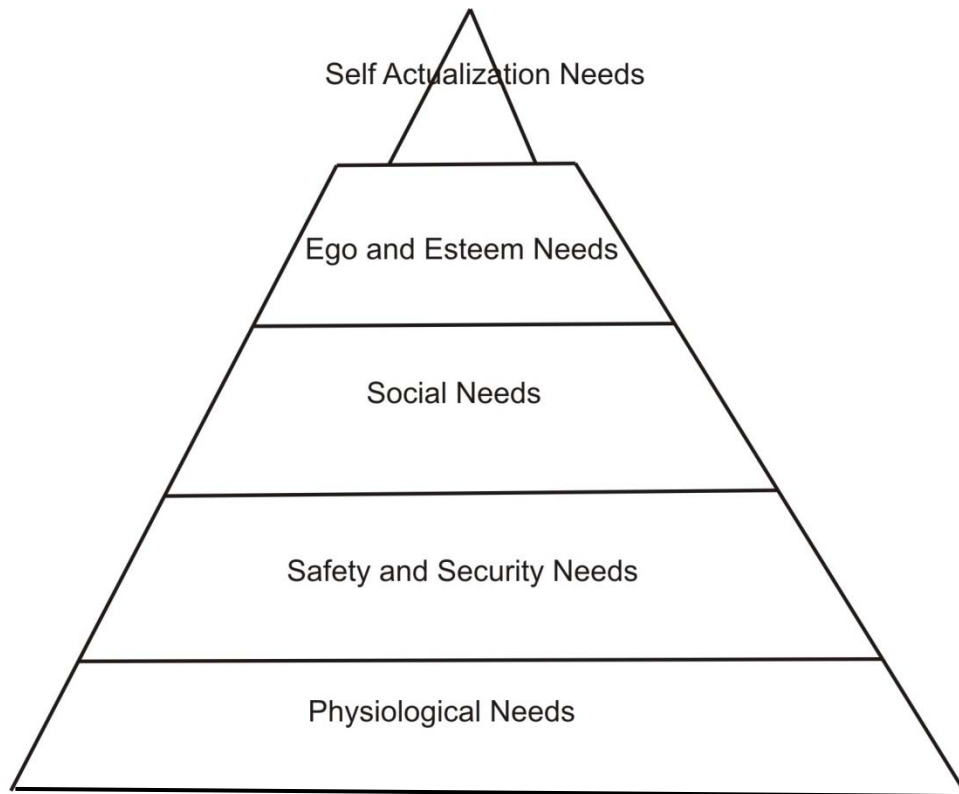 Self Actualization Needs
Ego and Esteem Needs
Social Needs
Safety and Security Needs
Physiological Needs